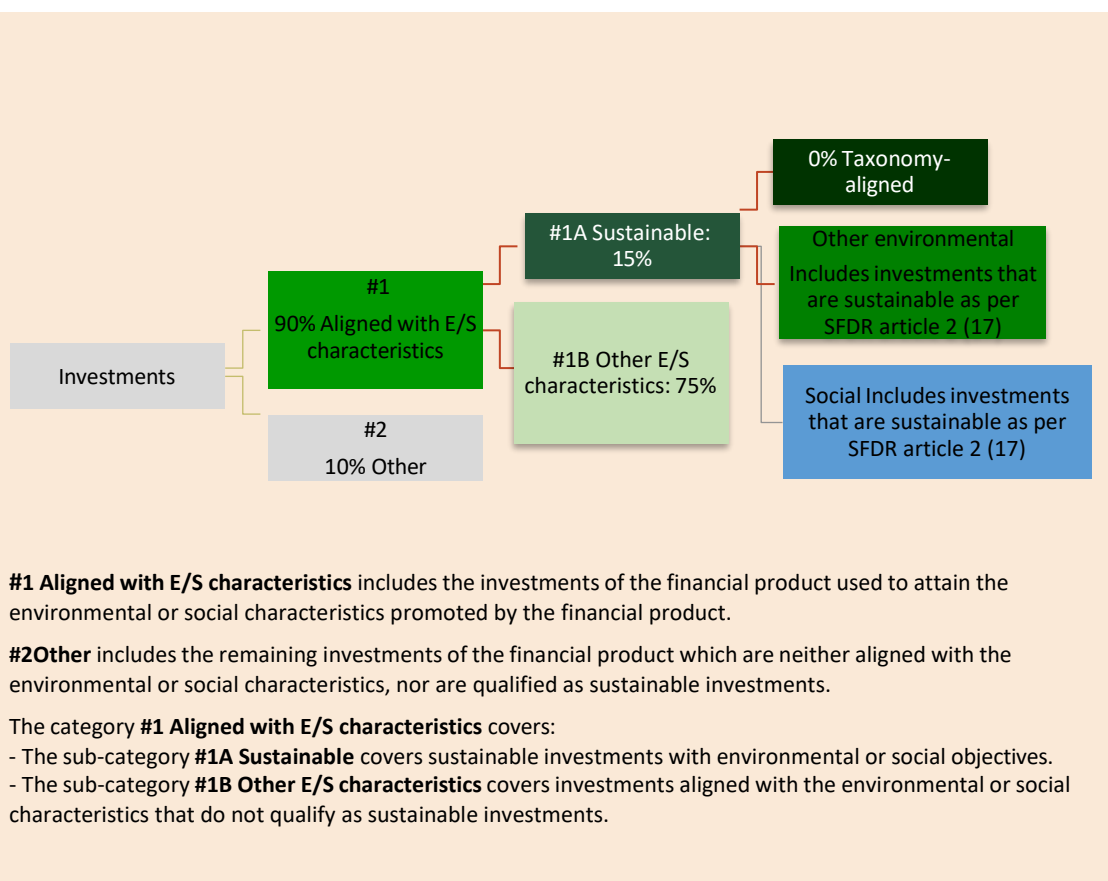 Investments
#1
90% Aligned with E/S
characteristics
#2
10% Other
#1A Sustainable:
15%
#1B Other E/S
characteristics: 75%
0% Taxonomy-
aligned
Other environmental
Includes investments that
are sustainable as per
SFDR article 2 (17)
Social Includes investments
that are sustainable as per
SFDR article 2 (17)
#1 Aligned with E/S characteristics includes the investments of the financial product used to attain the
environmental or social characteristics promoted by the financial product.
#2Other includes the remaining investments of the financial product which are neither aligned with the
environmental or social characteristics, nor are qualified as sustainable investments.
The category #1 Aligned with E/S characteristics covers:
- The sub-category #1A Sustainable covers sustainable investments with environmental or social objectives.
- The sub-category #1B Other E/S characteristics covers investments aligned with the environmental or social
characteristics that do not qualify as sustainable investments.